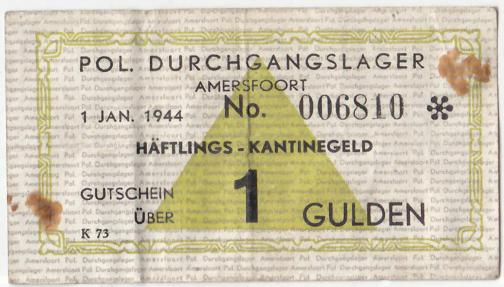 POL. DURCHGANGSLAGER
AMERSFOORT
1 JAN. 1944 No. 006810 ✻
HÄFTLINGS - KANTINEGELD
GUTSCHEIN
ÜBER 1 GULDEN
K 73